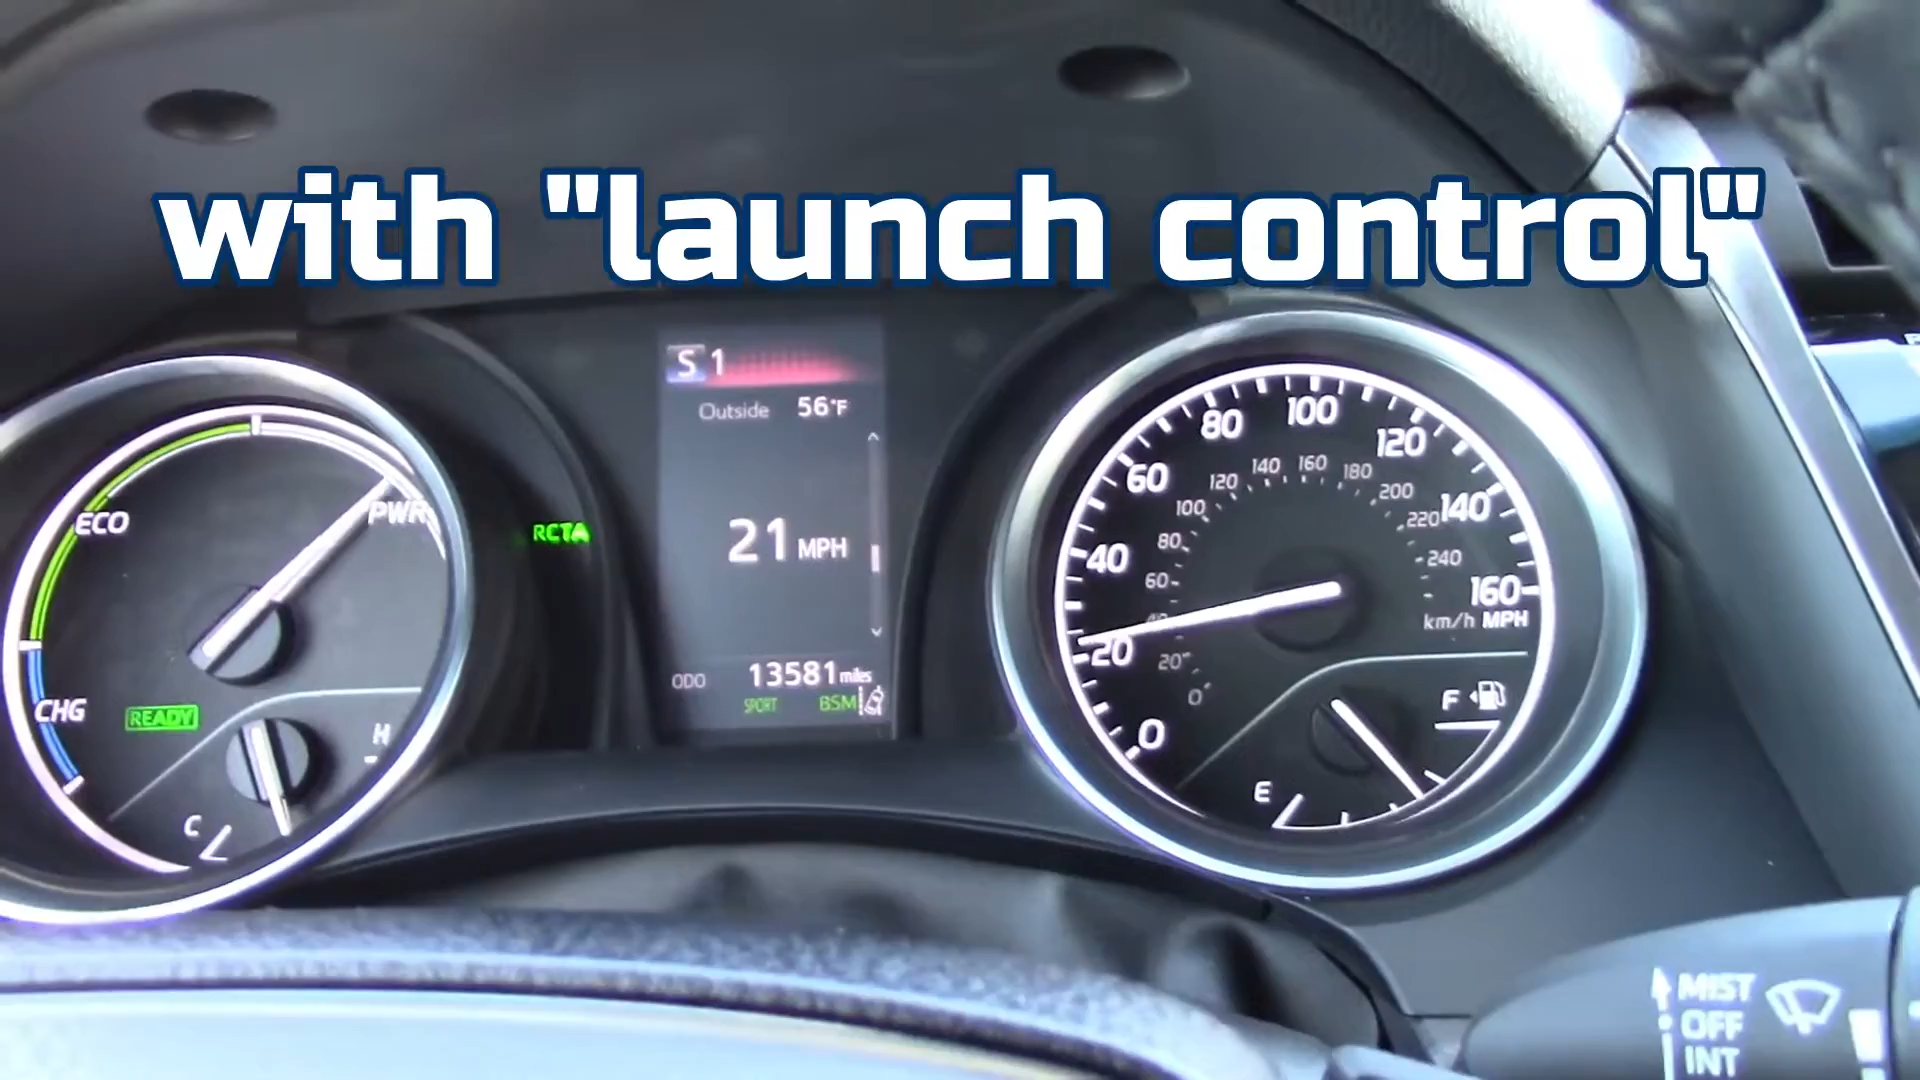 with "launch control"
S 1
Outside 56°F
21 MPH
ODO 13581 miles
SPORT BSM
RCTA
ECO
PWR
CHG
READY
H
C
0
20
40
60
80
100
120
140
160
km/h MPH
0
20
40
60
80
100
120
140
160
180
200
220
240
F
E
MIST
OFF
INT